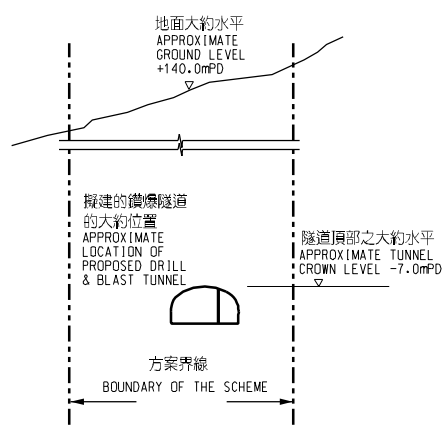 地面大約水平
APPROXIMATE
GROUND LEVEL
+140.0mPD
擬建的鑽爆隧道
的大約位置
APPROXIMATE
LOCATION OF
PROPOSED DRILL
& BLAST TUNNEL
隧道頂部之大約水平
APPROXIMATE TUNNEL
CROWN LEVEL -7.0mPD
方案界線
BOUNDARY OF THE SCHEME